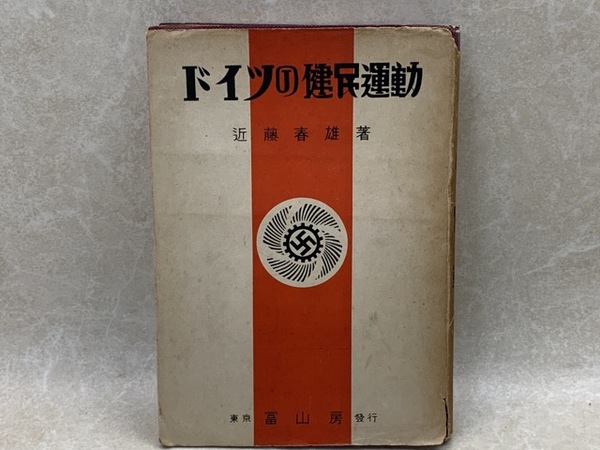 ドイツの健民運動
近藤春雄著
東京 冨山房 發行